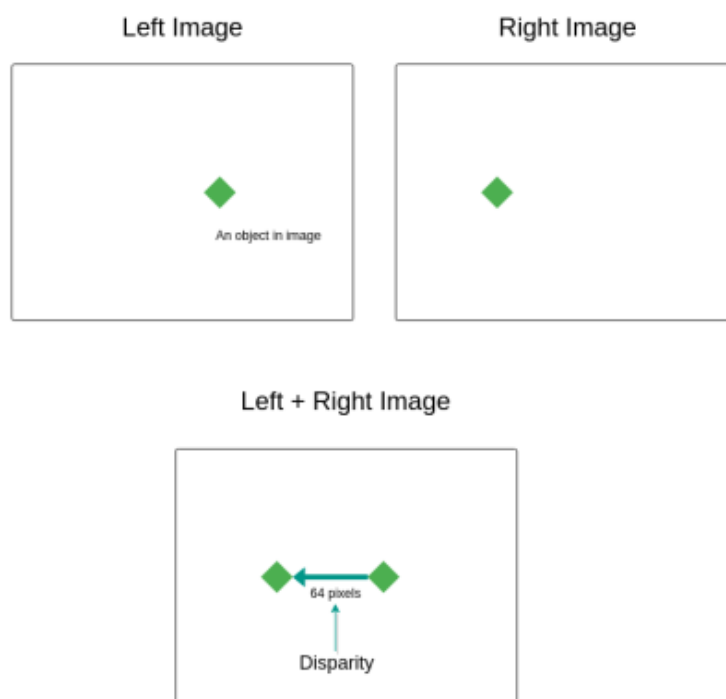 Left Image
Right Image
An object in image
Left + Right Image
64 pixels
Disparity